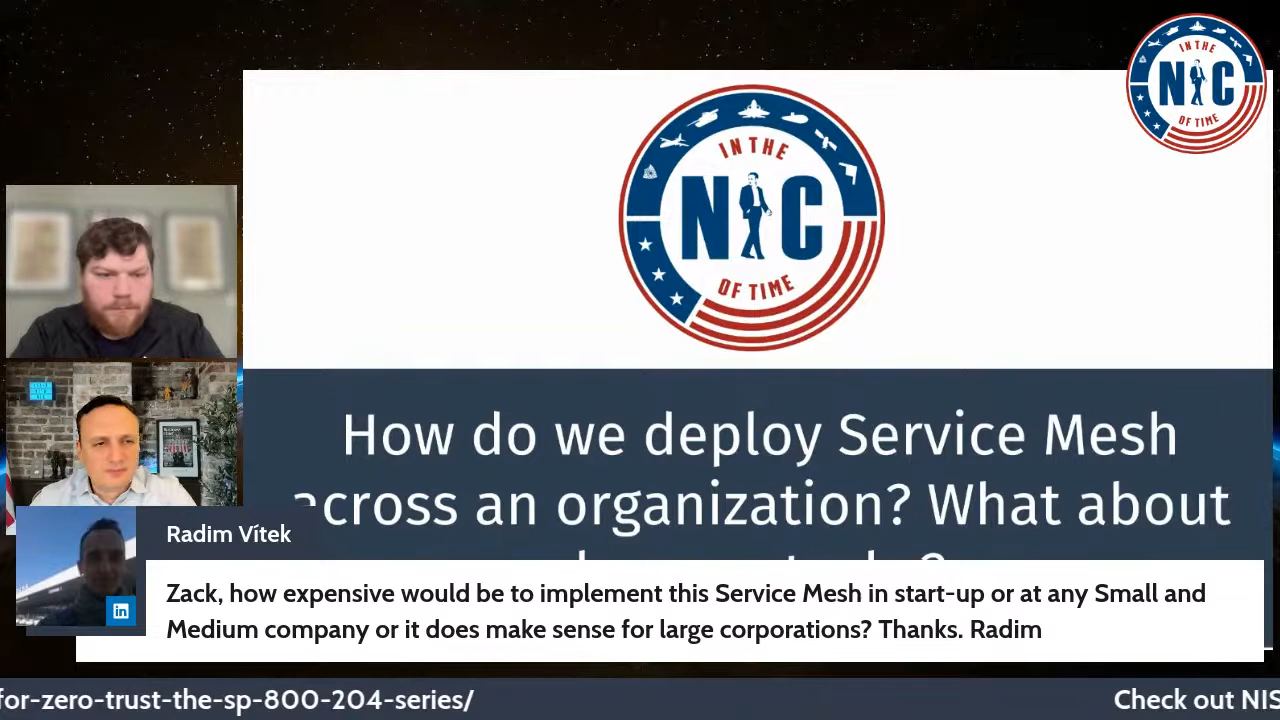 IN THE
N C
OF TIME
IN THE
N C
OF TIME
How do we deploy Service Mesh
across an organization? What about
Radim Vítek
in
Zack, how expensive would be to implement this Service Mesh in start-up or at any Small and
Medium company or it does make sense for large corporations? Thanks. Radim
for-zero-trust-the-sp-800-204-series/
Check out NIS